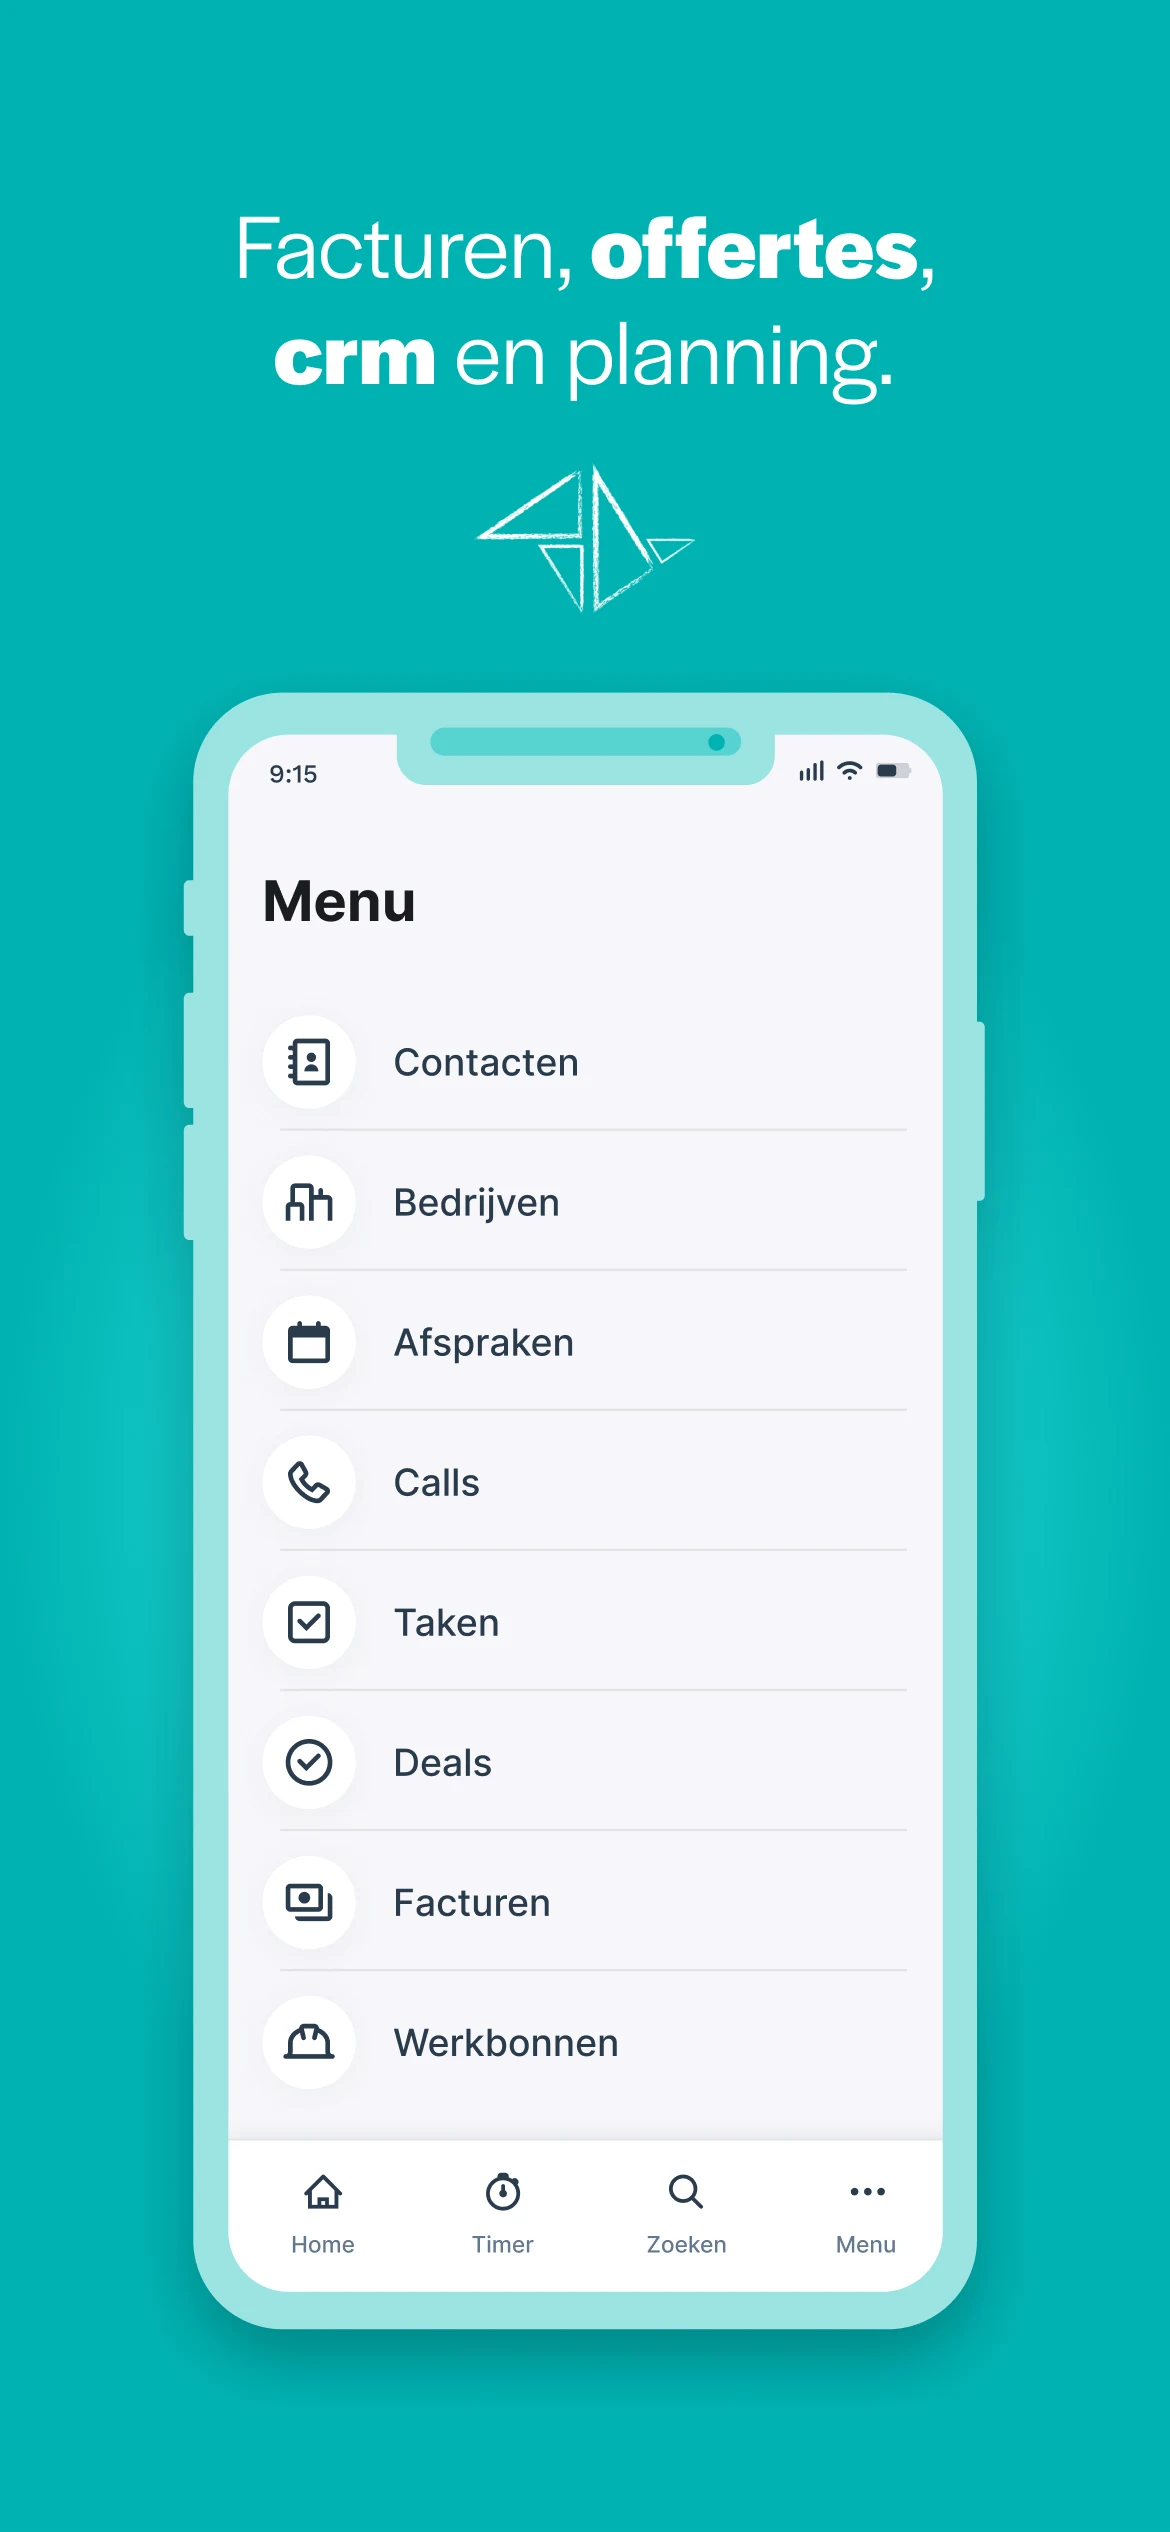 Facturen, offertes,
crm en planning.
9:15
Menu
Contacten
Bedrijven
Afspraken
Calls
Taken
Deals
Facturen
Werkbonnen
Home Timer Zoeken Menu